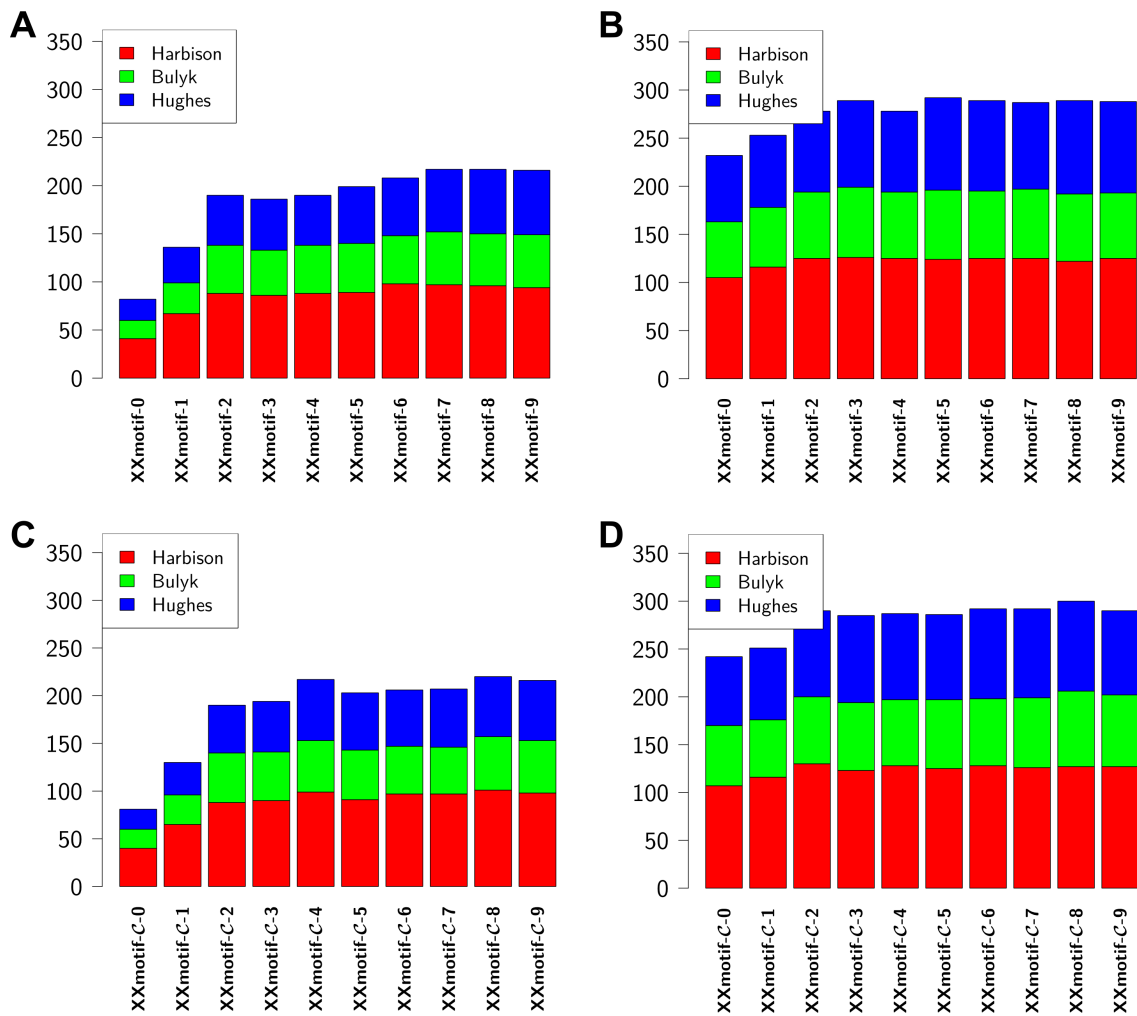 A
350
300
250
200
150
100
50
0
Harbison
Bulyk
Hughes
XXmotif-0
XXmotif-1
XXmotif-2
XXmotif-3
XXmotif-4
XXmotif-5
XXmotif-6
XXmotif-7
XXmotif-8
XXmotif-9
B
350
300
250
200
150
100
50
0
Harbison
Bulyk
Hughes
XXmotif-0
XXmotif-1
XXmotif-2
XXmotif-3
XXmotif-4
XXmotif-5
XXmotif-6
XXmotif-7
XXmotif-8
XXmotif-9
C
350
300
250
200
150
100
50
0
Harbison
Bulyk
Hughes
XXmotif-𝒞-0
XXmotif-𝒞-1
XXmotif-𝒞-2
XXmotif-𝒞-3
XXmotif-𝒞-4
XXmotif-𝒞-5
XXmotif-𝒞-6
XXmotif-𝒞-7
XXmotif-𝒞-8
XXmotif-𝒞-9
D
350
300
250
200
150
100
50
0
Harbison
Bulyk
Hughes
XXmotif-𝒞-0
XXmotif-𝒞-1
XXmotif-𝒞-2
XXmotif-𝒞-3
XXmotif-𝒞-4
XXmotif-𝒞-5
XXmotif-𝒞-6
XXmotif-𝒞-7
XXmotif-𝒞-8
XXmotif-𝒞-9